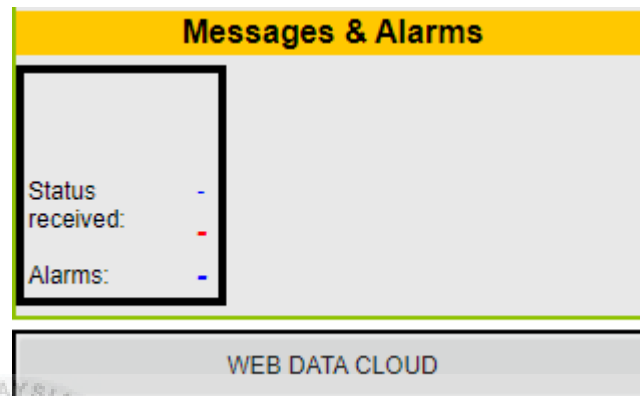 Messages & Alarms
Status -
received:
-
Alarms: -
WEB DATA CLOUD